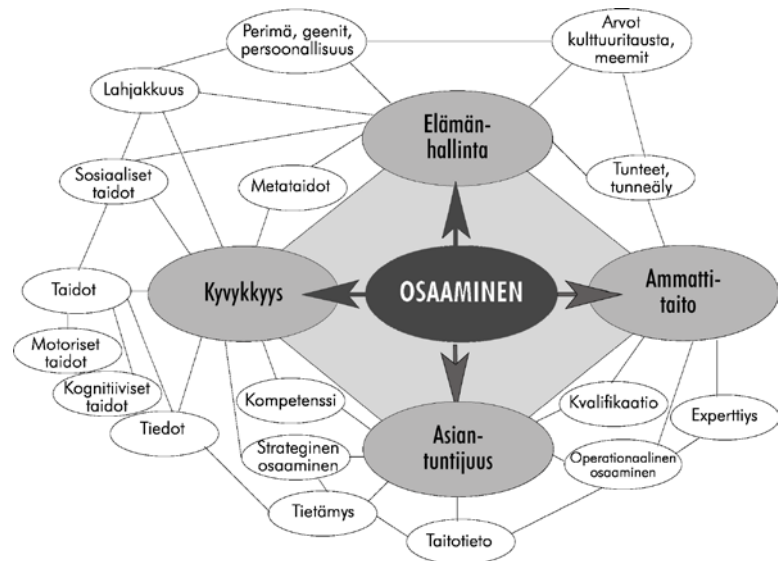 Perimä, geenit,
persoonallisuus
Arvot
kulttuuritausta,
meemit
Lahjakkuus
Elämän-
hallinta
Sosiaaliset
taidot
Metataidot
Tunteet,
tunneäly
Taidot
Kyvykkyys
OSAAMINEN
Ammatti-
taito
Motoriset
taidot
Kognitiiviset
taidot
Tiedot
Kompetenssi
Kvalifikaatio
Experttiys
Strateginen
osaaminen
Asian-
tuntijuus
Operationaalinen
osaaminen
Tietämys
Taitotieto